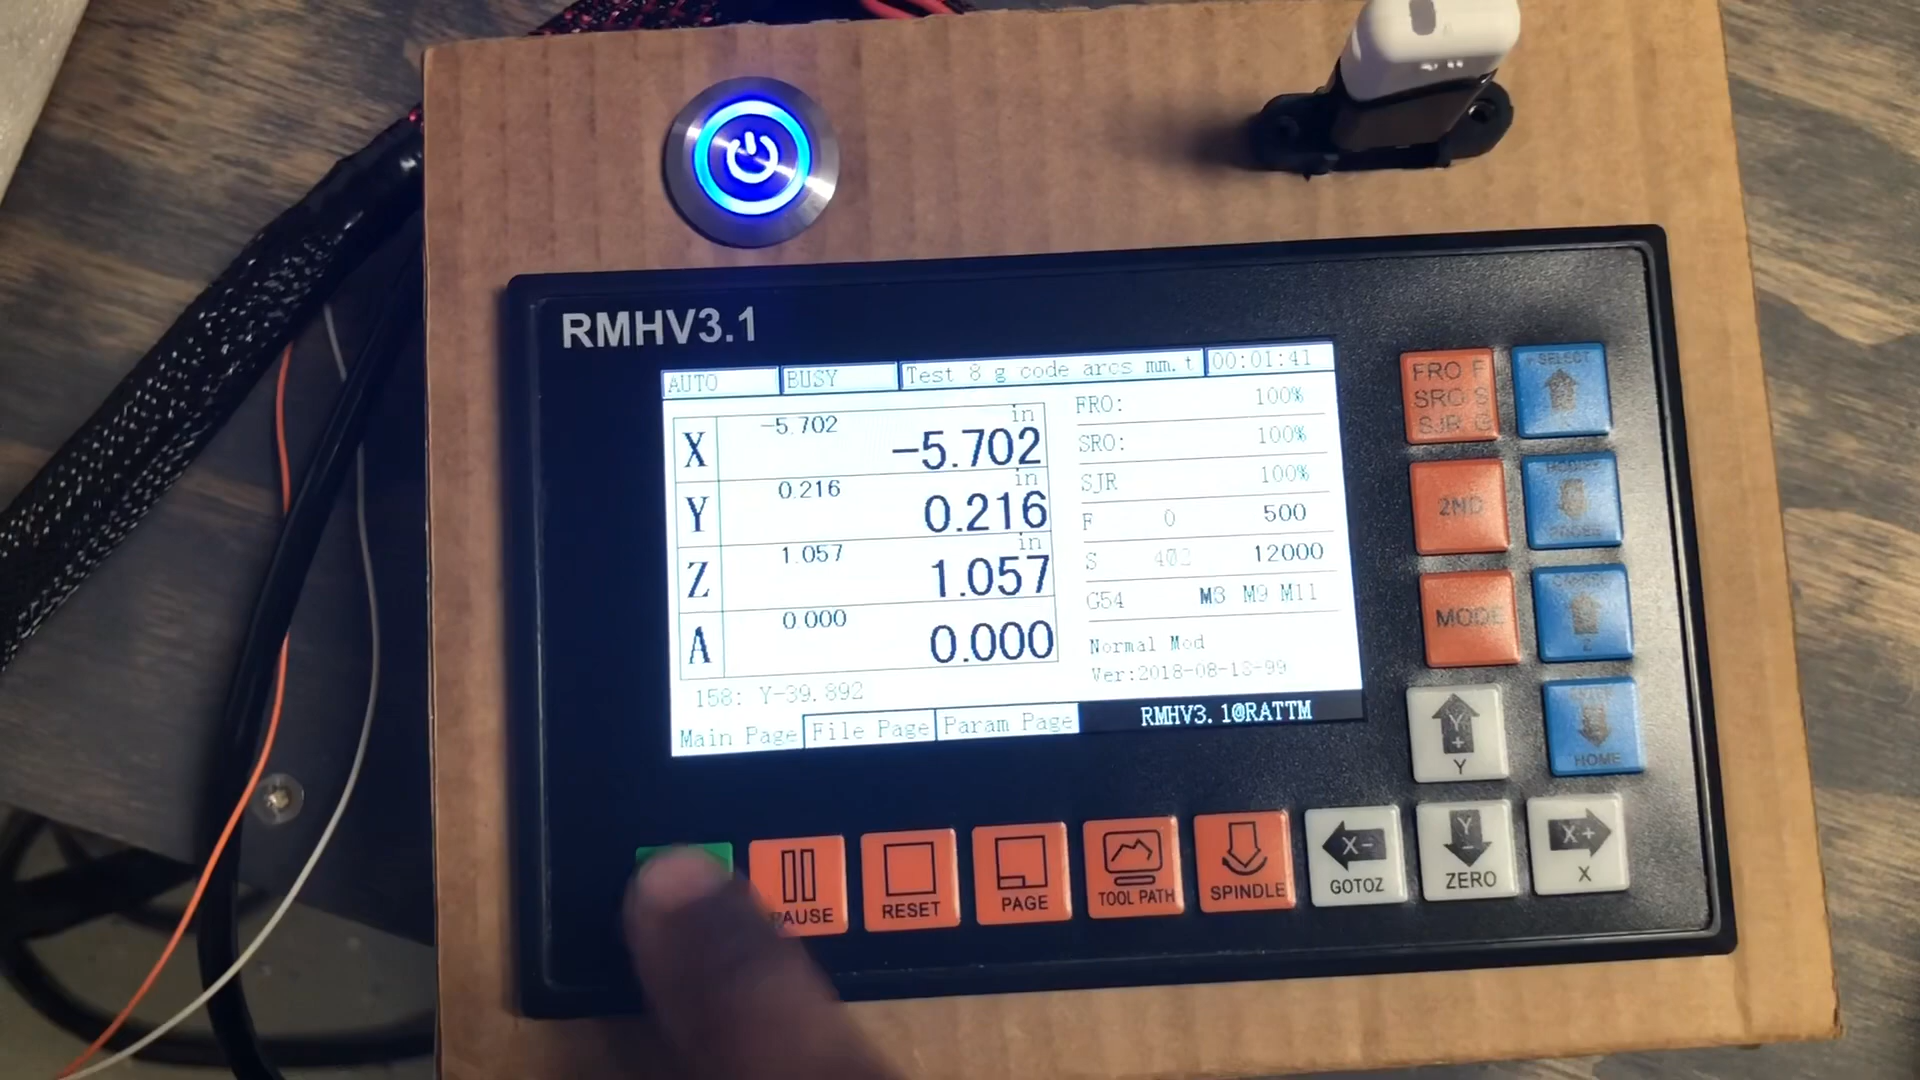 RMHV3.1
AUTO BUSY Test 8 g code arcs mm.t 00:01:41
X -5.702 in -5.702
Y 0.216 in 0.216
Z 1.057 in 1.057
A 0.000 0.000
158: Y-39.892
FRO: 100%
SRO: 100%
SJR 100%
F 0 500
S 12000
G54 M3 M9 M11
Normal Mod
Main Page File Page Param Page RMHV3.1@RATTM
FRO F
SRO S
SJR
SELECT
2ND
MODE
Z
HOME
Y+
Y
PAUSE
RESET
PAGE
TOOL PATH
SPINDLE
X-
GOTOZ
Y-
ZERO
X+
X